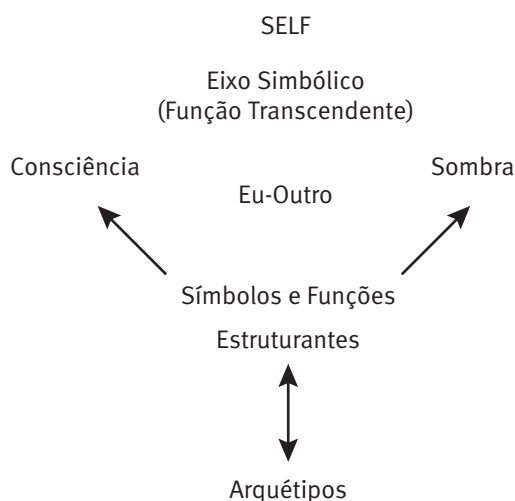 SELF
Eixo Simbólico
(Função Transcendente)
Consciência
Sombra
Eu-Outro
Símbolos e Funções
Estruturantes
Arquétipos